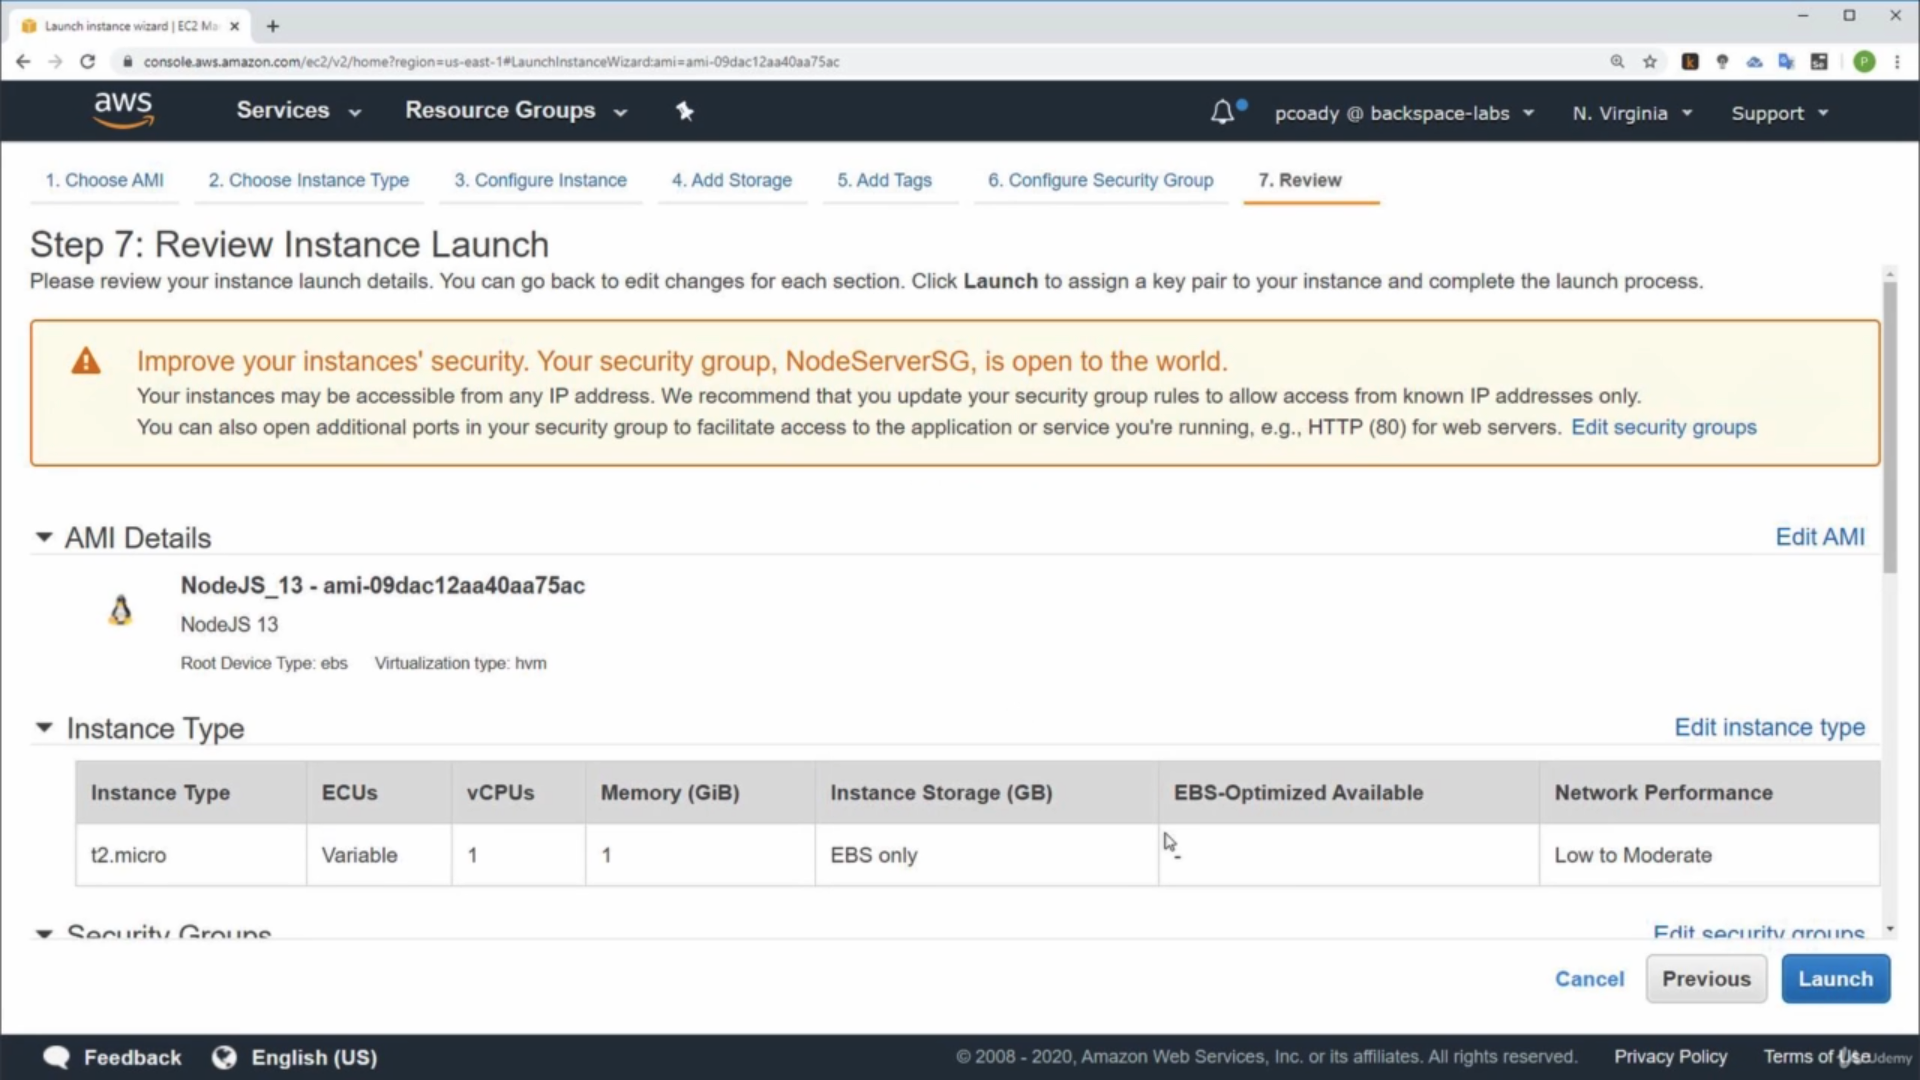 Launch instance wizard | EC2 Ma
console.aws.amazon.com/ec2/v2/home?region=us-east-1#LaunchInstanceWizard:ami=ami-09dac12aa40aa75ac
P
aws Services Resource Groups pcoady @ backspace-labs N. Virginia Support
1. Choose AMI 2. Choose Instance Type 3. Configure Instance 4. Add Storage 5. Add Tags 6. Configure Security Group 7. Review
Step 7: Review Instance Launch
Please review your instance launch details. You can go back to edit changes for each section. Click Launch to assign a key pair to your instance and complete the launch process.
Improve your instances' security. Your security group, NodeServerSG, is open to the world.
Your instances may be accessible from any IP address. We recommend that you update your security group rules to allow access from known IP addresses only.
You can also open additional ports in your security group to facilitate access to the application or service you're running, e.g., HTTP (80) for web servers. Edit security groups
AMI Details Edit AMI
NodeJS_13 - ami-09dac12aa40aa75ac
NodeJS 13
Root Device Type: ebs Virtualization type: hvm
Instance Type Edit instance type
Instance Type ECUs vCPUs Memory (GiB) Instance Storage (GB) EBS-Optimized Available Network Performance
t2.micro Variable 1 1 EBS only - Low to Moderate
Security Groups Edit security groups
Cancel Previous Launch
Feedback English (US) © 2008 - 2020, Amazon Web Services, Inc. or its affiliates. All rights reserved. Privacy Policy Terms of Use